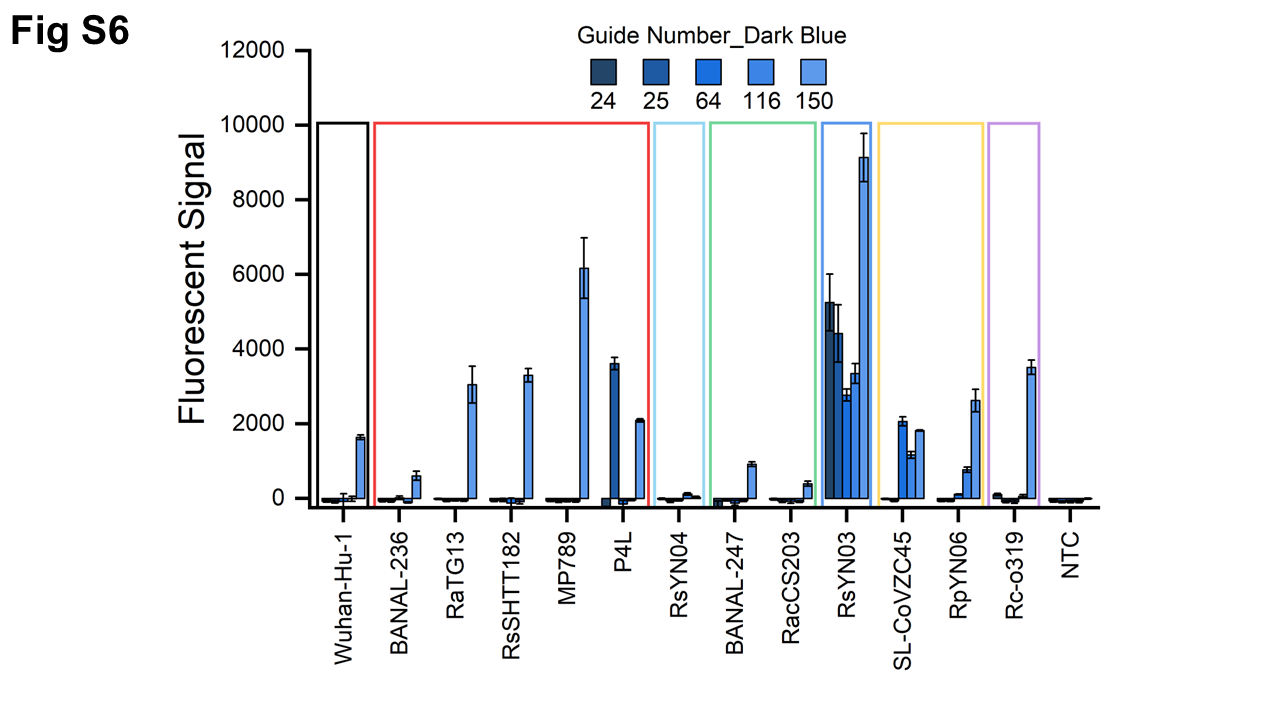 Fig S6
Guide Number_Dark Blue
24 25 64 116 150
Fluorescent Signal
12000
10000
8000
6000
4000
2000
0
Wuhan-Hu-1
BANAL-236
RaTG13
RsSHTT182
MP789
P4L
RsYN04
BANAL-247
RacCS203
RsYN03
SL-CoVZC45
RpYN06
Rc-o319
NTC